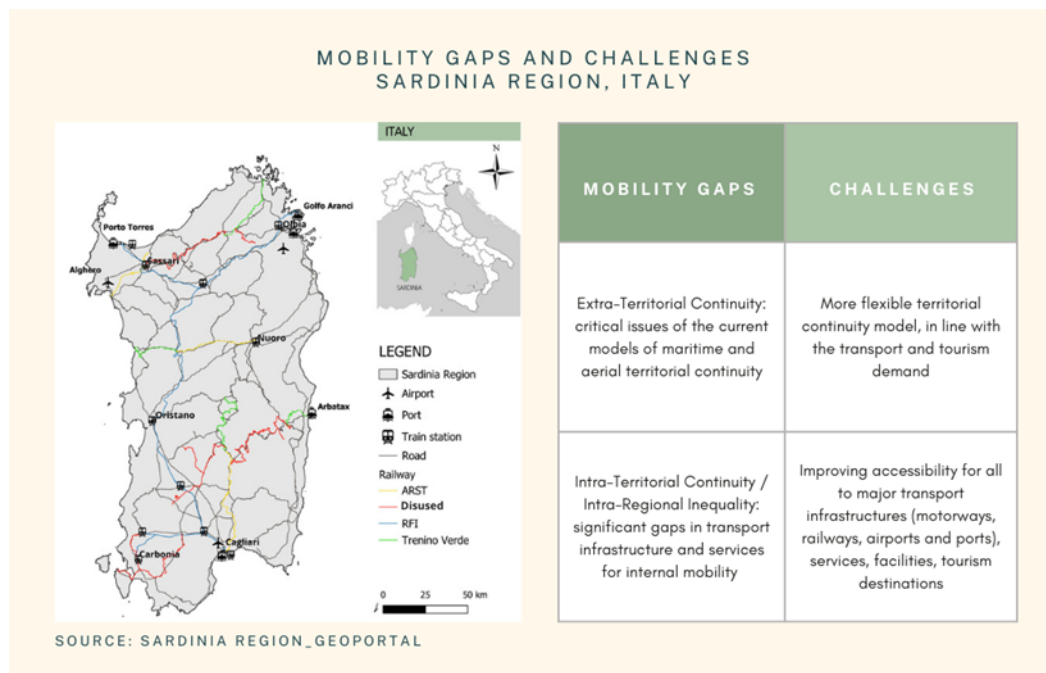 MOBILITY GAPS AND CHALLENGES
SARDINIA REGION, ITALY
ITALY
N
SARDINIA
Golfo Aranci
Olbia
Porto Torres
Sassari
Alghero
Nuoro
Oristano
Arbatax
Cagliari
Carbonia
LEGEND
Sardinia Region
Airport
Port
Train station
Road
Railway
ARST
Disused
RFI
Trenino Verde
0 25 50 km
MOBILITY GAPS
CHALLENGES
Extra-Territorial Continuity:
critical issues of the current
models of maritime and
aerial territorial continuity
More flexible territorial
continuity model, in line with
the transport and tourism
demand
Intra-Territorial Continuity /
Intra-Regional Inequality:
significant gaps in transport
infrastructure and services
for internal mobility
Improving accessibility for all
to major transport
infrastructures (motorways,
railways, airports and ports),
services, facilities, tourism
destinations
SOURCE: SARDINIA REGION_GEOPORTAL